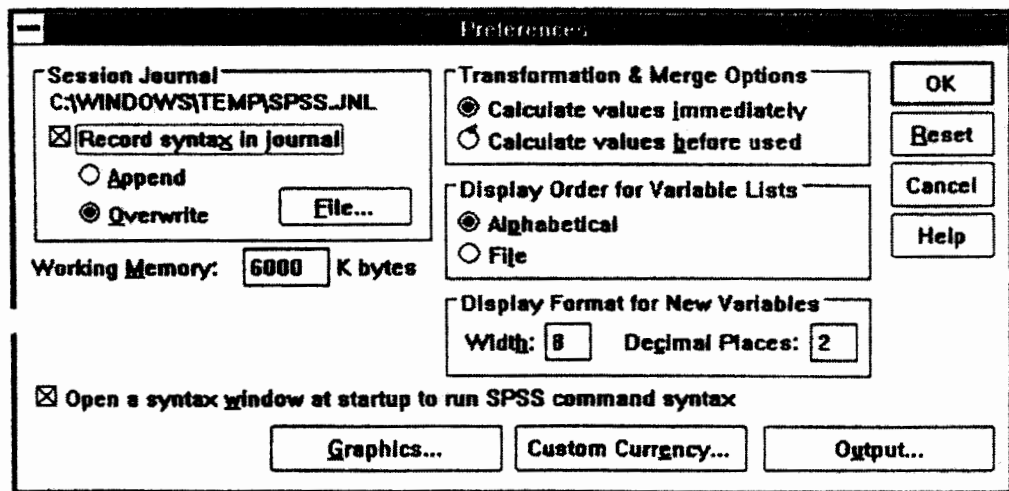 Preferences
Session Journal
C:\WINDOWS\TEMP\SPSS.JNL
Record syntax in journal
Append
Overwrite
File...
Working Memory: 6000 K bytes
Transformation & Merge Options
Calculate values immediately
Calculate values before used
Display Order for Variable Lists
Alphabetical
File
Display Format for New Variables
Width: 8 Decimal Places: 2
OK
Reset
Cancel
Help
Open a syntax window at startup to run SPSS command syntax
Graphics... Custom Currency... Output...